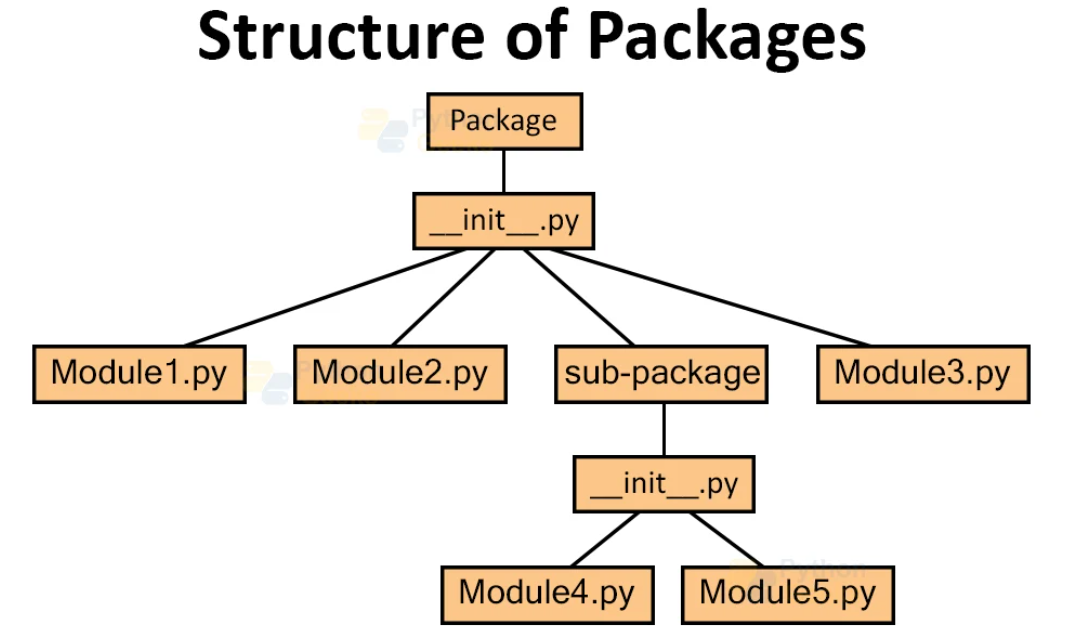 Structure of Packages
Package
__init__.py
Module1.py
Module2.py
sub-package
Module3.py
__init__.py
Module4.py
Module5.py